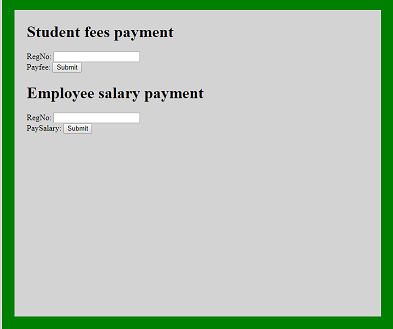 Student fees payment
RegNo:
Payfee: Submit
Employee salary payment
RegNo:
PaySalary: Submit